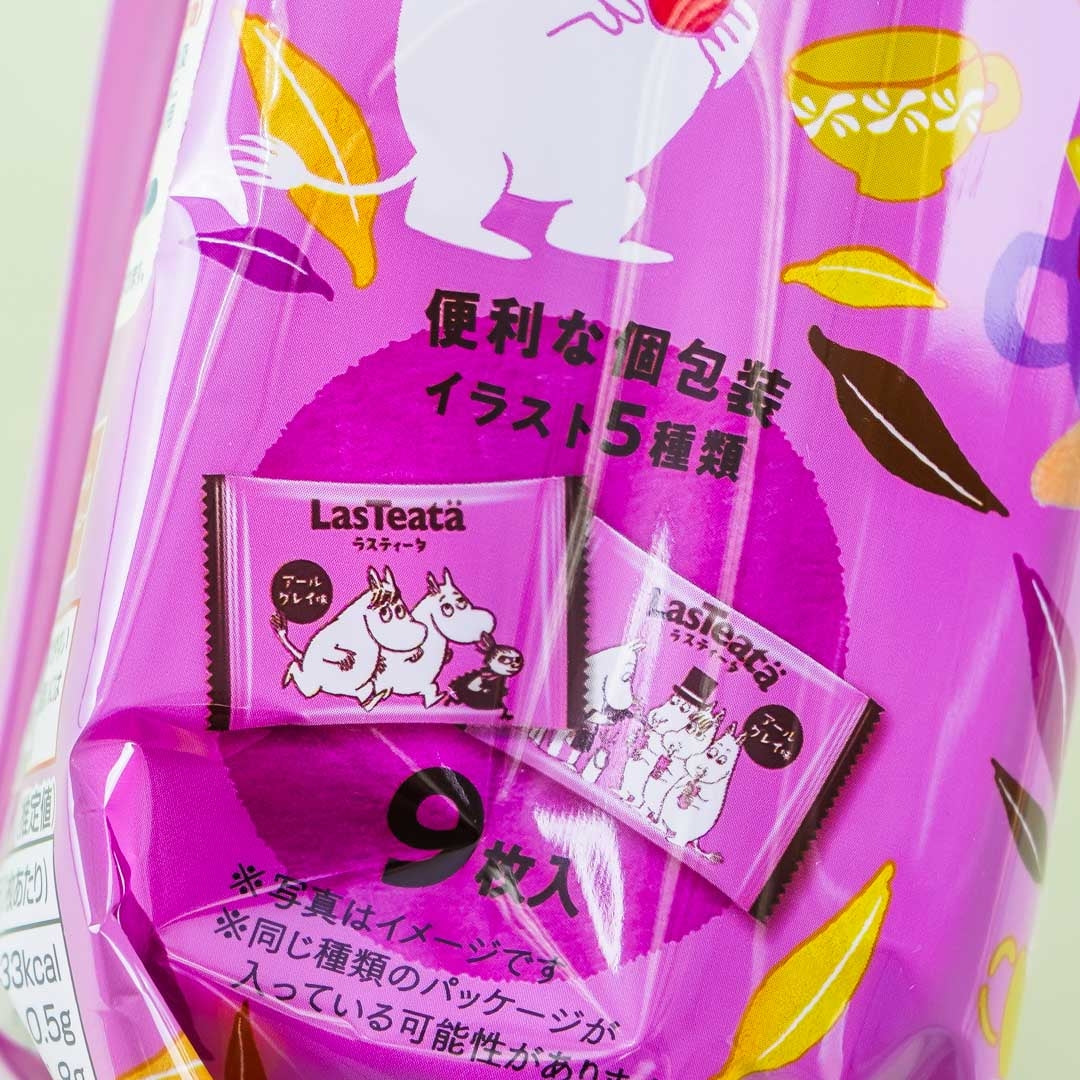 便利な個包装
イラスト5種類
LasTeatä
ラスティータ
アール
グレイ味
LasTeatä
ラスティータ
アール
グレイ味
9枚入
※写真はイメージです
※同じ種類のパッケージが
入っている可能性があり
推定値
枚あたり)
33kcal
0.5g